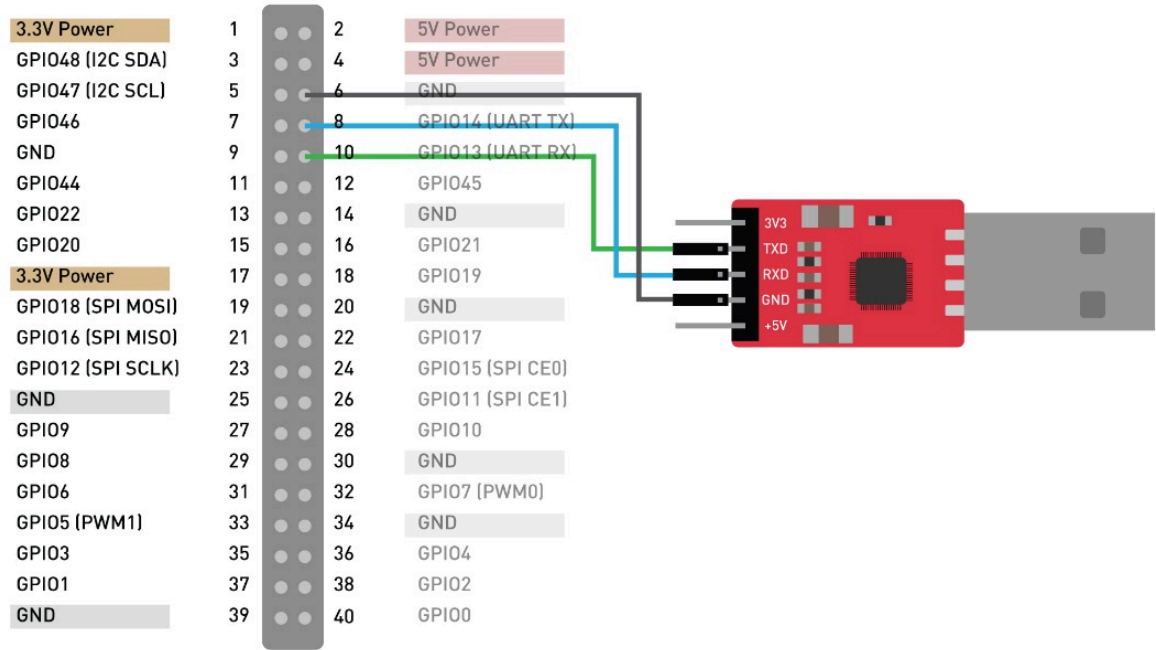 3.3V Power 1 2 5V Power
GPIO48 (I2C SDA) 3 4 5V Power
GPIO47 (I2C SCL) 5 6 GND
GPIO46 7 8 GPIO14 (UART TX)
GND 9 10 GPIO13 (UART RX)
GPIO44 11 12 GPIO45
GPIO22 13 14 GND
GPIO20 15 16 GPIO21
3.3V Power 17 18 GPIO19
GPIO18 (SPI MOSI) 19 20 GND
GPIO16 (SPI MISO) 21 22 GPIO17
GPIO12 (SPI SCLK) 23 24 GPIO15 (SPI CE0)
GND 25 26 GPIO11 (SPI CE1)
GPIO9 27 28 GPIO10
GPIO8 29 30 GND
GPIO6 31 32 GPIO7 (PWM0)
GPIO5 (PWM1) 33 34 GND
GPIO3 35 36 GPIO4
GPIO1 37 38 GPIO2
GND 39 40 GPIO0
3V3
TXD
RXD
GND
+5V